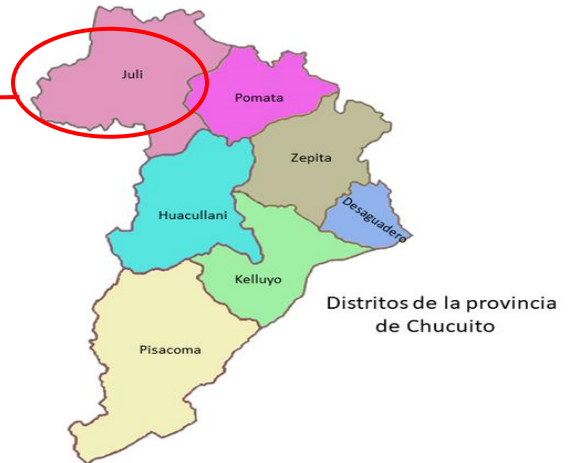 Juli
Pomata
Zepita
Huacullani
Desaguadero
Kelluyo
Distritos de la provincia
de Chucuito
Pisacoma